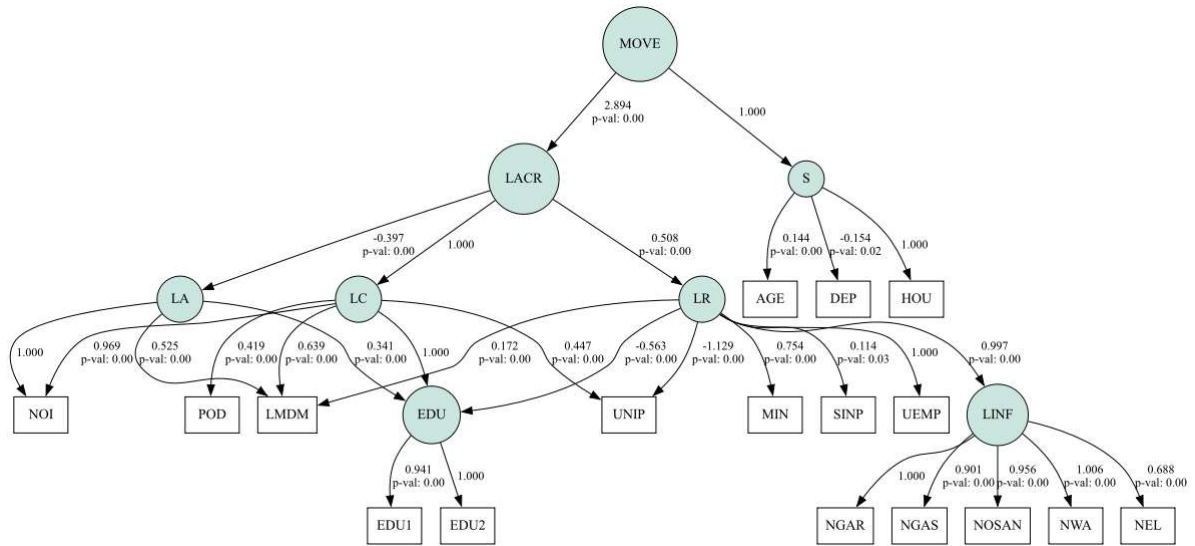 MOVE
2.894
p-val: 0.00
1.000
LACR
S
-0.397
p-val: 0.00
1.000
0.508
p-val: 0.00
0.144
p-val: 0.00
-0.154
p-val: 0.02
1.000
LA
LC
LR
AGE
DEP
HOU
1.000
0.969
p-val: 0.00
0.525
p-val: 0.00
0.419
p-val: 0.00
0.639
p-val: 0.00
0.341
p-val: 0.00
1.000
0.172
p-val: 0.00
0.447
p-val: 0.00
-0.563
p-val: 0.00
-1.129
p-val: 0.00
0.754
p-val: 0.00
0.114
p-val: 0.03
1.000
0.997
p-val: 0.00
NOI
POD
LMDM
EDU
UNIP
MIN
SINP
UEMP
LINF
0.941
p-val: 0.00
1.000
1.000
0.901
p-val: 0.00
0.956
p-val: 0.00
1.006
p-val: 0.00
0.688
p-val: 0.00
EDU1
EDU2
NGAR
NGAS
NOSAN
NWA
NEL